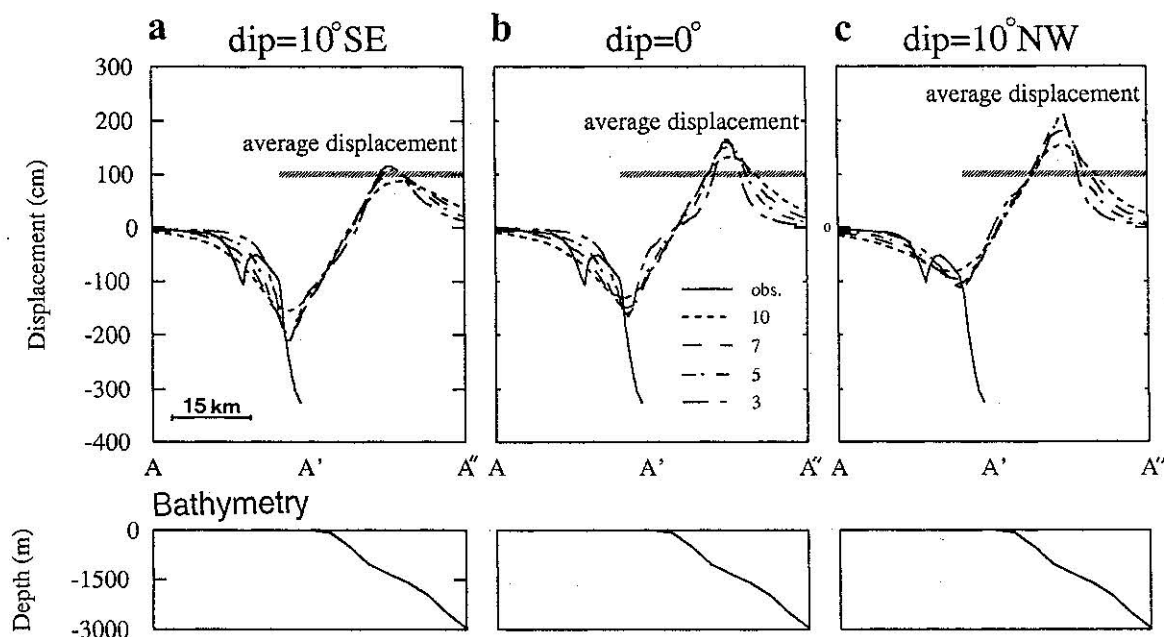 a dip=10°SE
b dip=0°
c dip=10°NW
Displacement (cm)
300
200
100
0
-100
-200
-300
-400
average displacement
average displacement
average displacement
0
obs.
10
7
5
3
15 km
A A' A" A A' A" A A' A"
Bathymetry
Depth (m)
0
-1500
-3000